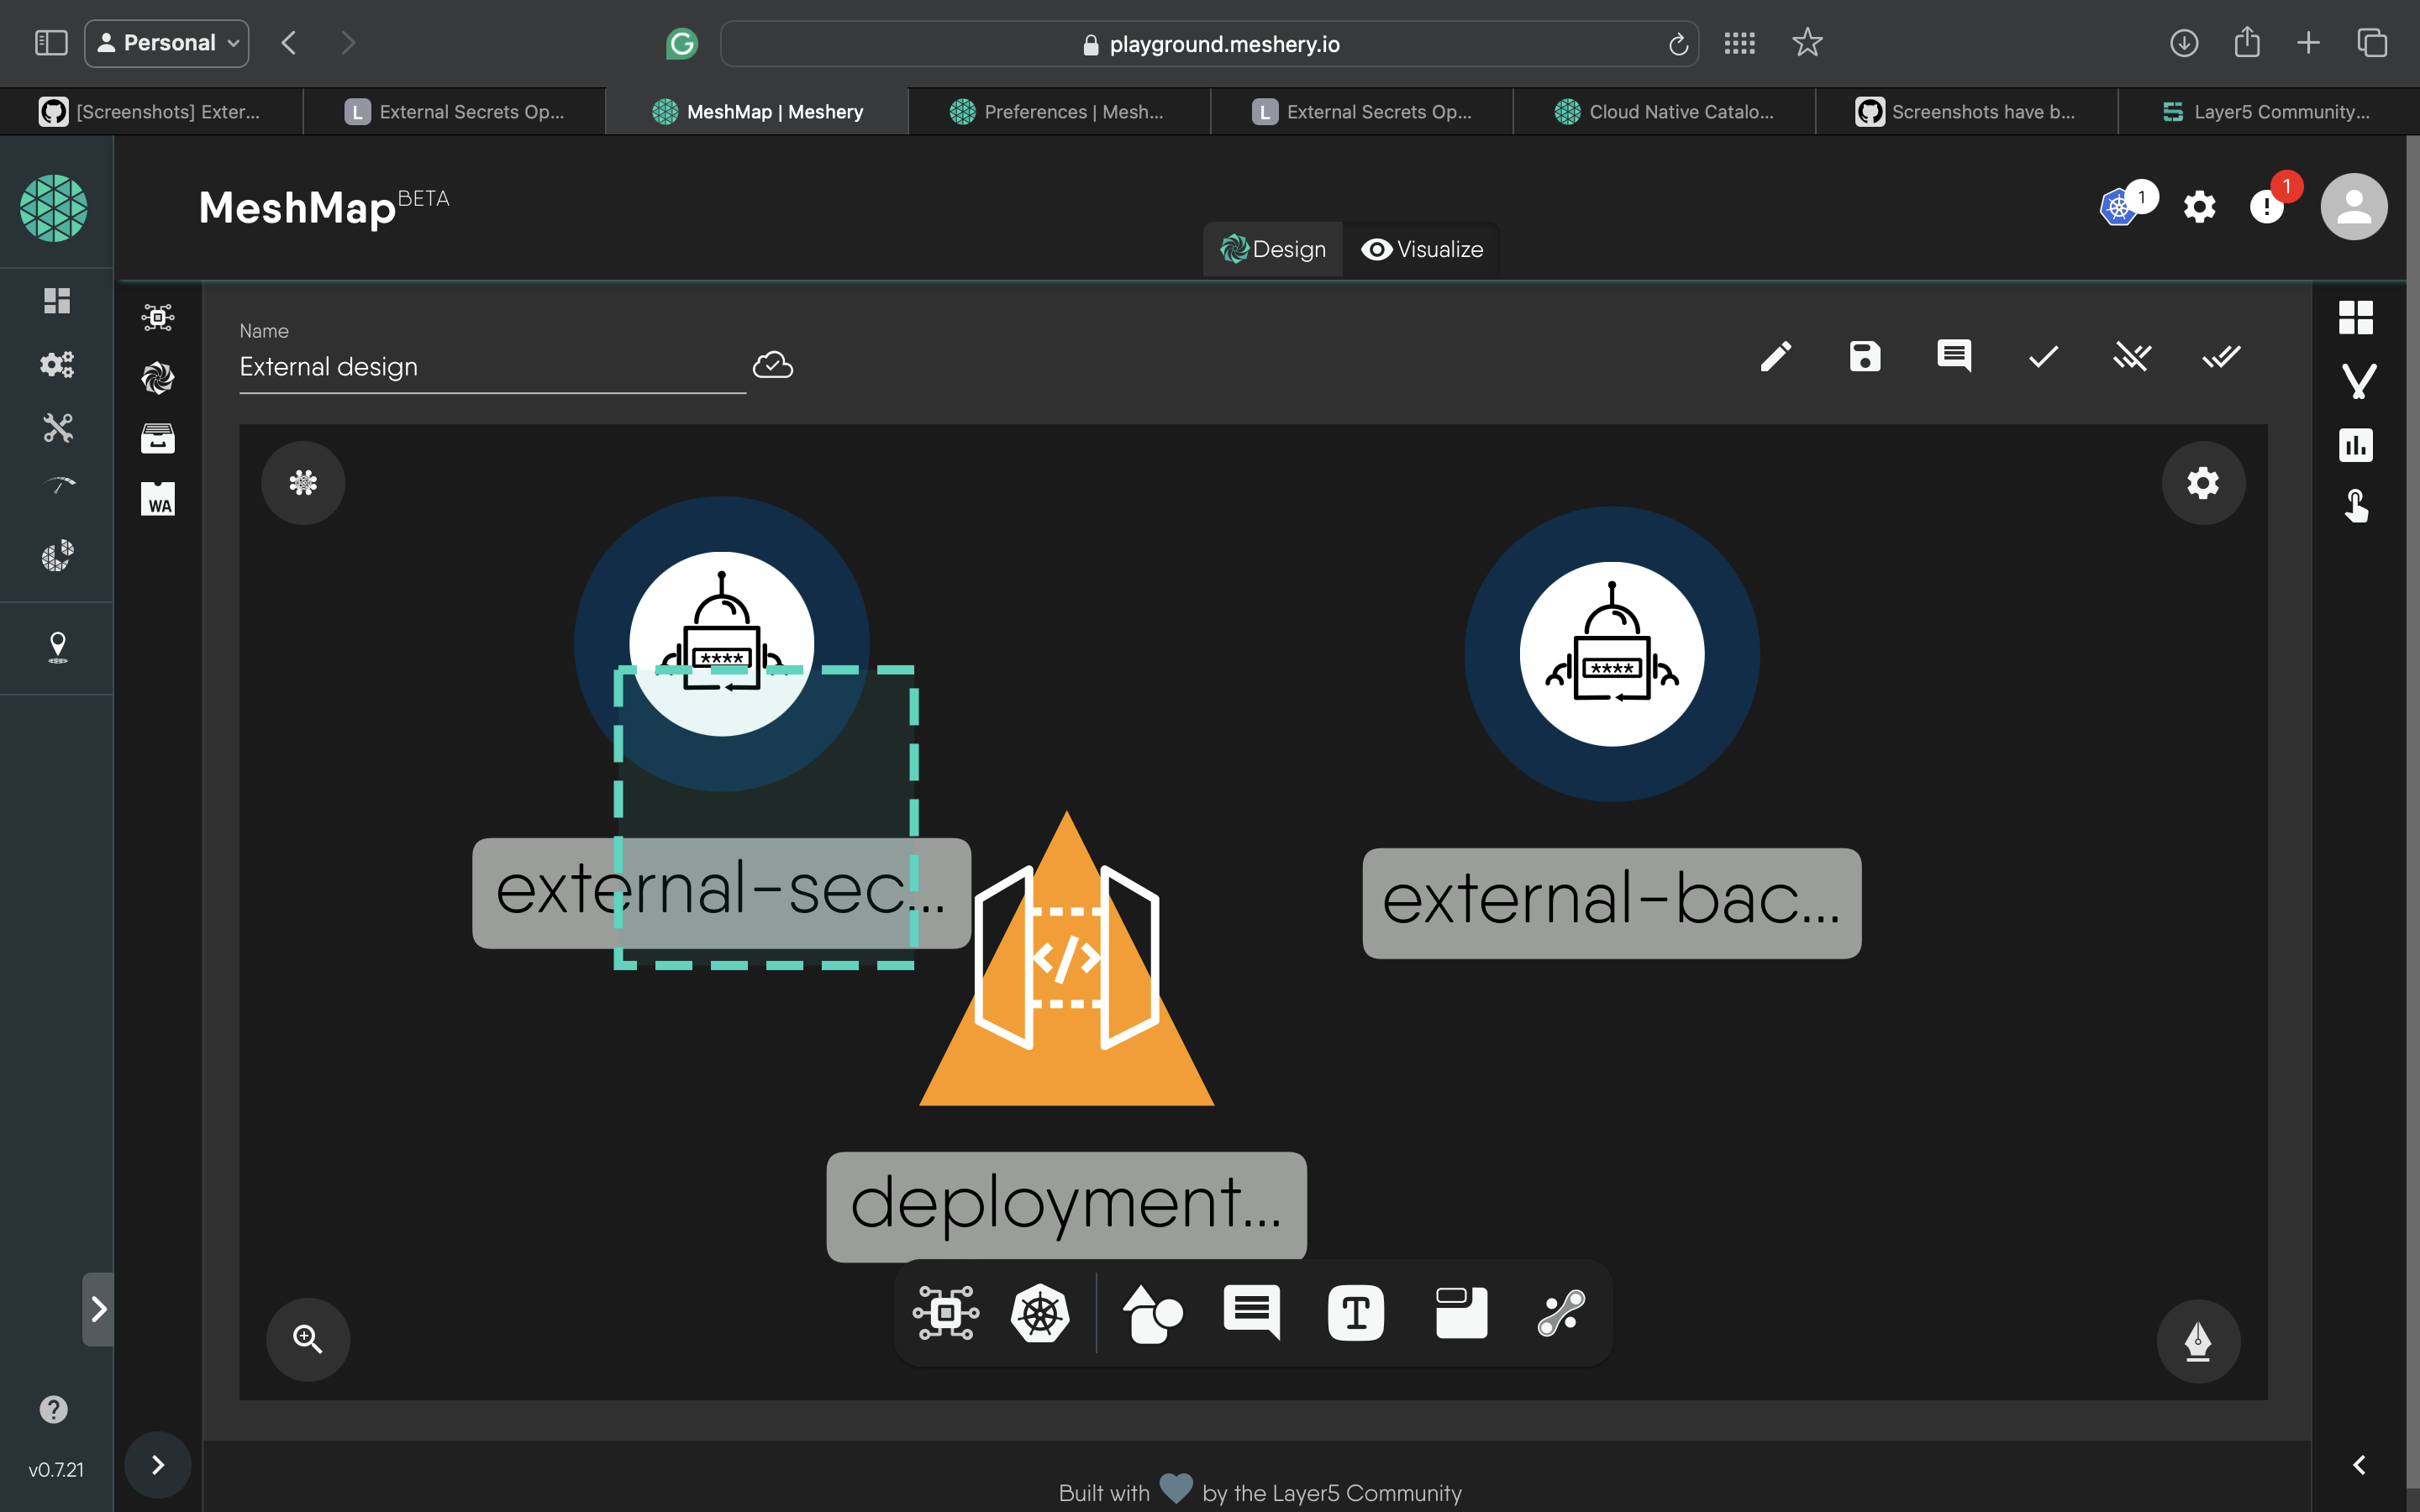 Personal
playground.meshery.io
[Screenshots] Exter...
L External Secrets Op...
MeshMap | Meshery
Preferences | Mesh...
L External Secrets Op...
Cloud Native Catalo...
Screenshots have b...
Layer5 Community...
MeshMap BETA
1
1
Design
Visualize
Name
External design
WA
****
****
external-sec...
external-bac...
</>
deployment...
T
v0.7.21
Built with by the Layer5 Community